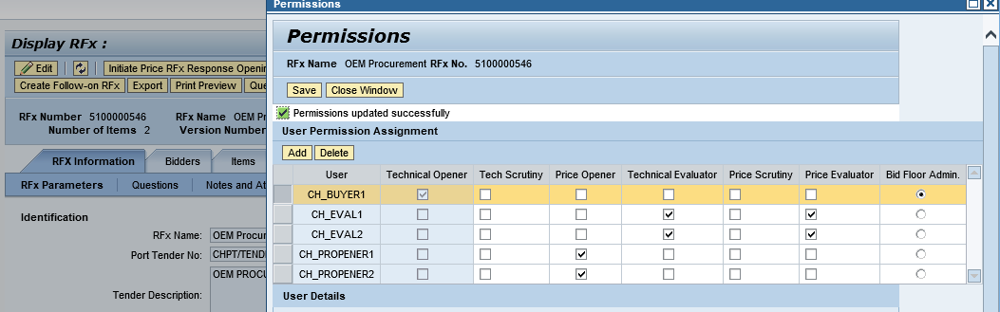 Permissions
Permissions
RFx Name OEM Procurement RFx No. 5100000546
Save Close Window
Permissions updated successfully
User Permission Assignment
Add Delete
User Technical Opener Tech Scrutiny Price Opener Technical Evaluator Price Scrutiny Price Evaluator Bid Floor Admin.
CH_BUYER1
CH_EVAL1
CH_EVAL2
CH_PROPENER1
CH_PROPENER2
User Details
Display RFx :
Edit Initiate Price RFx Response Openin
Create Follow-on RFx Export Print Preview Que
RFx Number 5100000546 RFx Name OEM Pr
Number of Items 2 Version Number
RFX Information Bidders Items
RFx Parameters Questions Notes and At
Identification
RFx Name: OEM Procur
Port Tender No: CHPT/TEND
OEM PROCU
Tender Description: